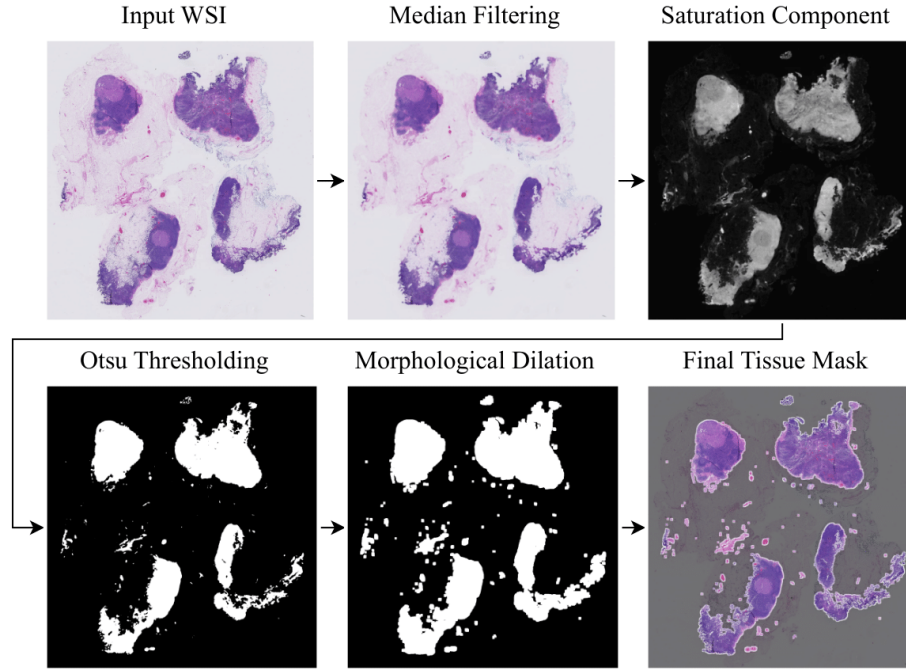 Input WSI
Median Filtering
Saturation Component
Otsu Thresholding
Morphological Dilation
Final Tissue Mask